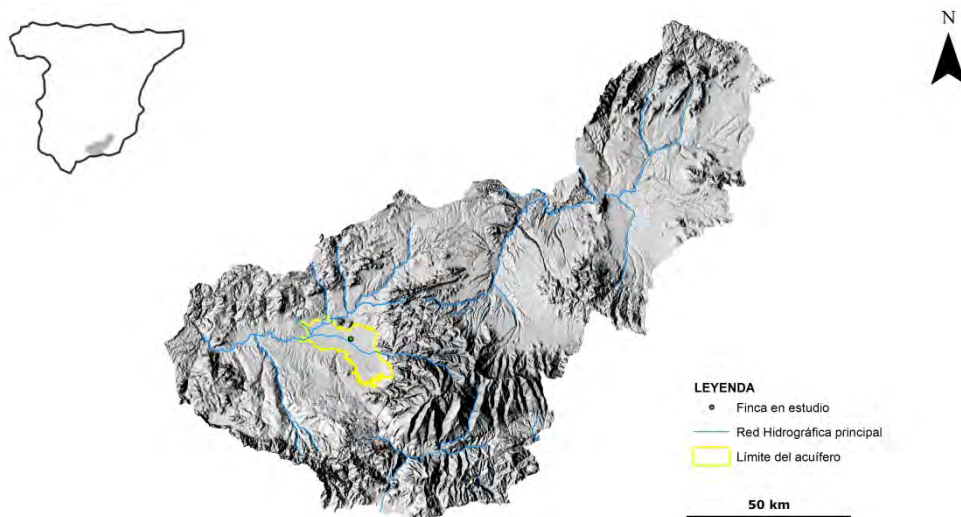 N
LEYENDA
Finca en estudio
Red Hidrográfica principal
Límite del acuífero
50 km